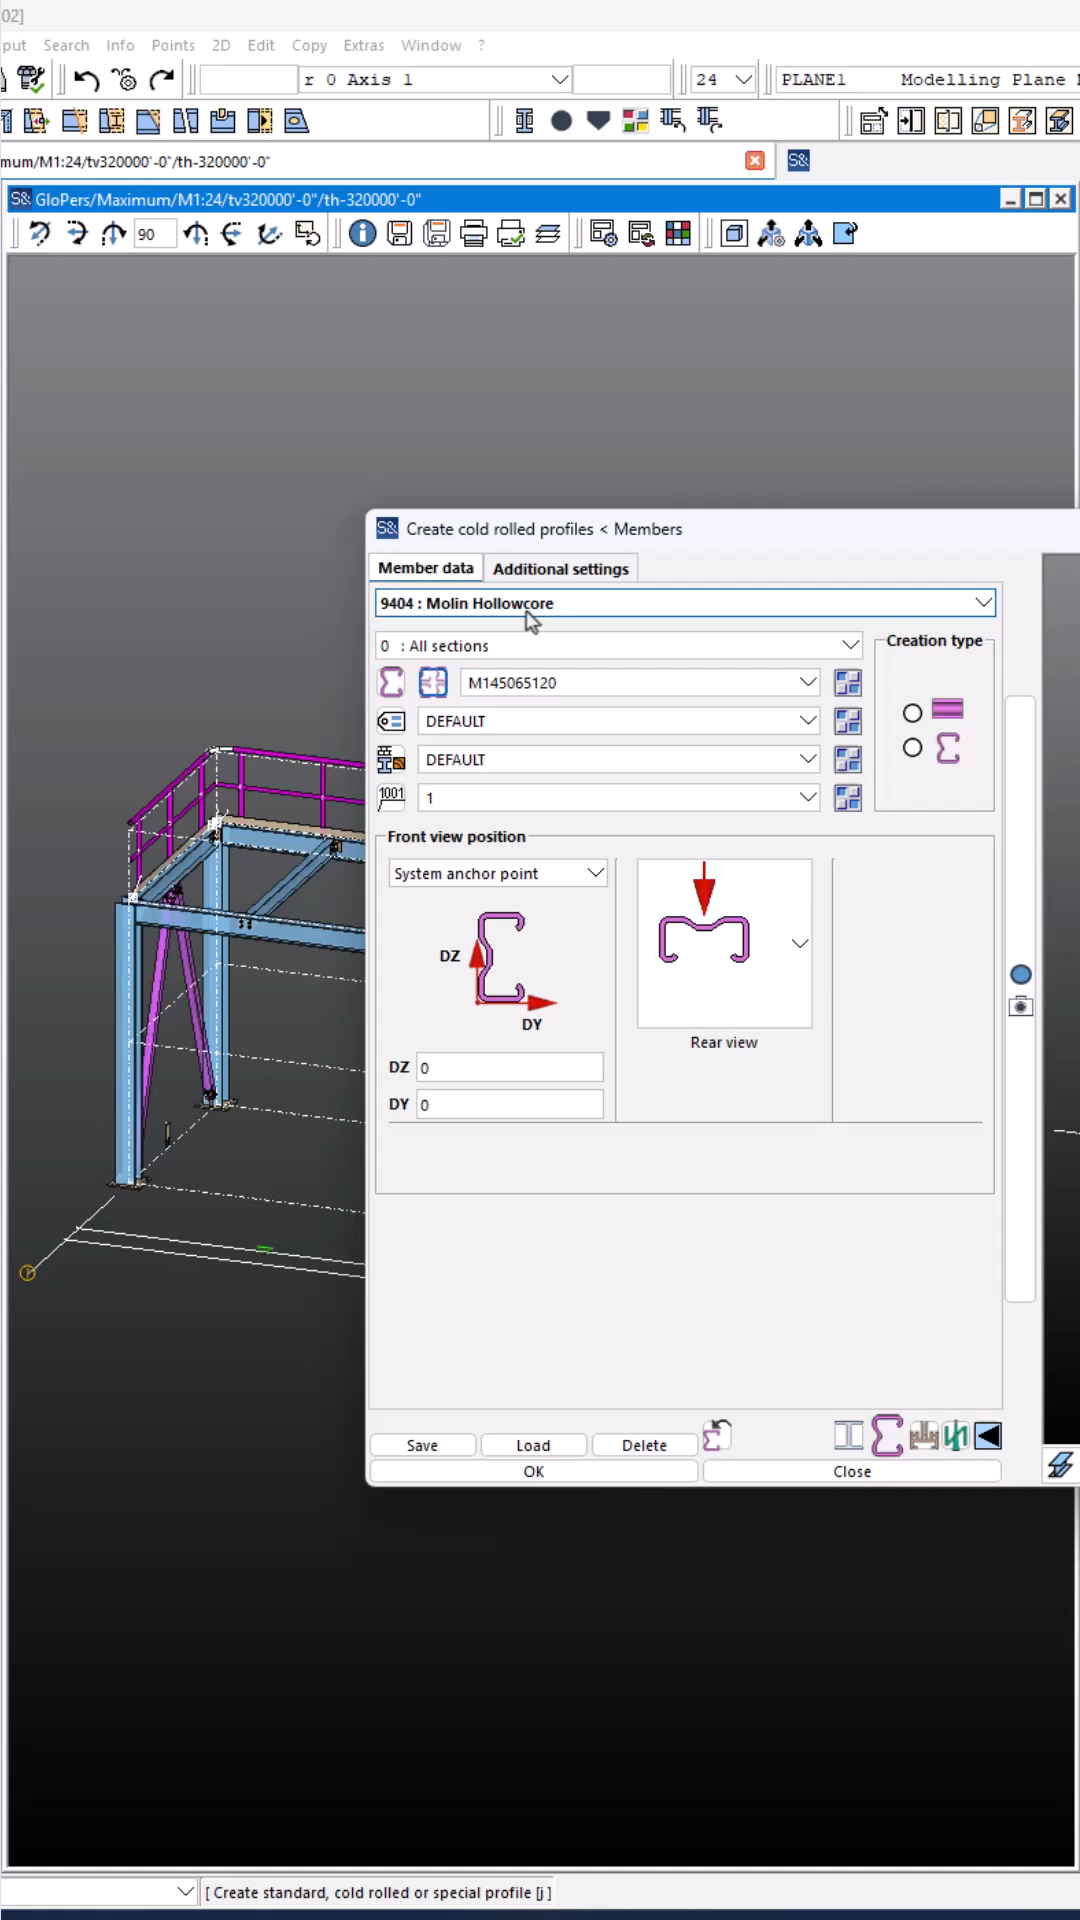 02]
put Search Info Points 2D Edit Copy Extras Window ?
r 0 Axis 1 24 PLANE1 Modelling Plane
mum/M1:24/tv320000'-0"/th-320000'-0" S&
S& GloPers/Maximum/M1:24/tv320000'-0"/th-320000'-0"
90
S& Create cold rolled profiles < Members
Member data Additional settings
9404 : Molin Hollowcore
0 : All sections
Creation type
M145065120
DEFAULT
DEFAULT
1001 1
Front view position
System anchor point
DZ
DY
Rear view
DZ 0
DY 0
Save Load Delete
OK Close
[ Create standard, cold rolled or special profile [j ]